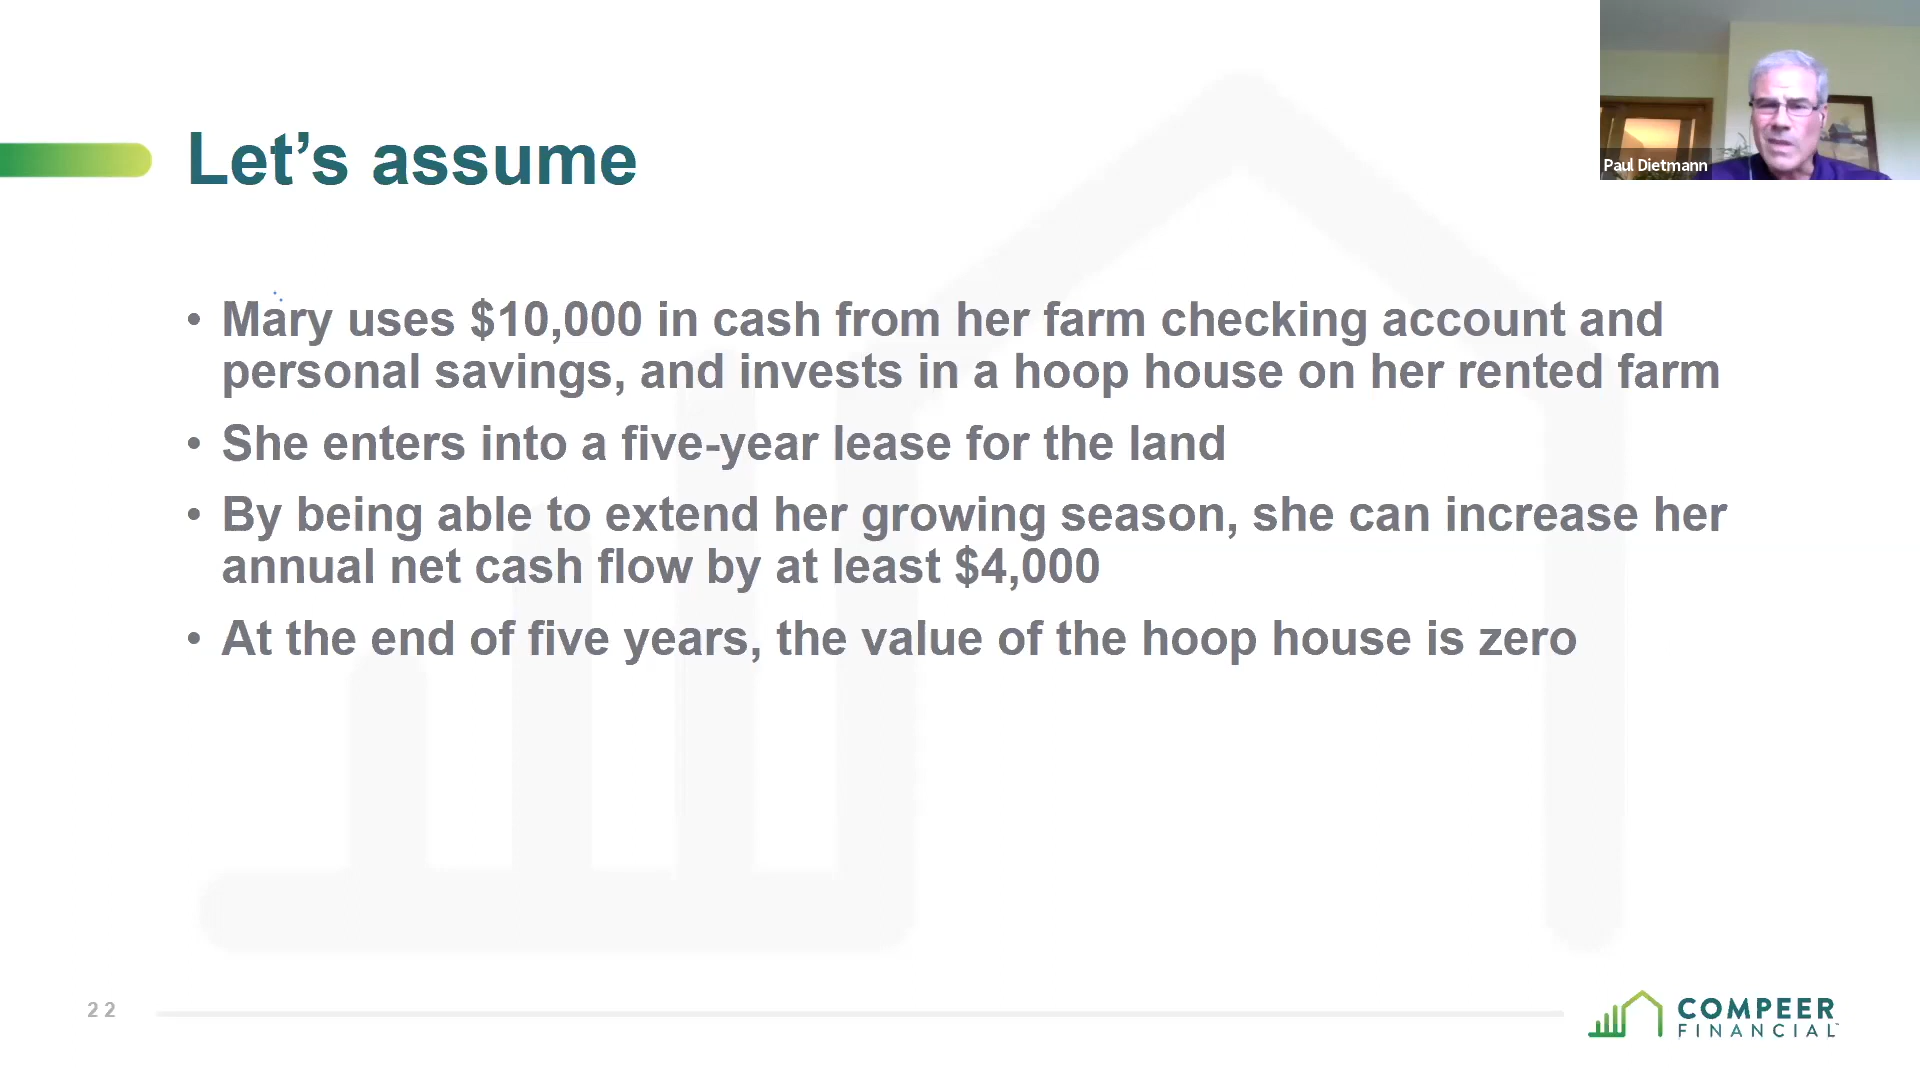 Let’s assume
Paul Dietmann
• Mary uses $10,000 in cash from her farm checking account and
personal savings, and invests in a hoop house on her rented farm
• She enters into a five-year lease for the land
• By being able to extend her growing season, she can increase her
annual net cash flow by at least $4,000
• At the end of five years, the value of the hoop house is zero
22
COMPEER
FINANCIAL™